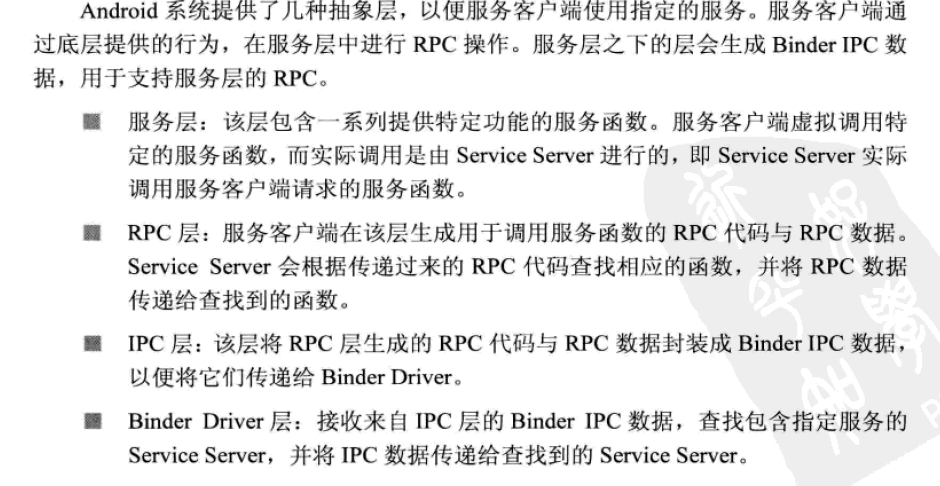 Android 系统提供了几种抽象层，以便服务客户端使用指定的服务。服务客户端通
过底层提供的行为，在服务层中进行 RPC 操作。服务层之下的层会生成 Binder IPC 数
据，用于支持服务层的 RPC。
服务层：该层包含一系列提供特定功能的服务函数。服务客户端虚拟调用特
定的服务函数，而实际调用是由 Service Server 进行的，即 Service Server 实际
调用服务客户端请求的服务函数。
RPC 层：服务客户端在该层生成用于调用服务函数的 RPC 代码与 RPC 数据。
Service Server 会根据传递过来的 RPC 代码查找相应的函数，并将 RPC 数据
传递给查找到的函数。
IPC 层：该层将 RPC 层生成的 RPC 代码与 RPC 数据封装成 Binder IPC 数据，
以便将它们传递给 Binder Driver。
Binder Driver 层：接收来自 IPC 层的 Binder IPC 数据，查找包含指定服务的
Service Server，并将 IPC 数据传递给查找到的 Service Server。